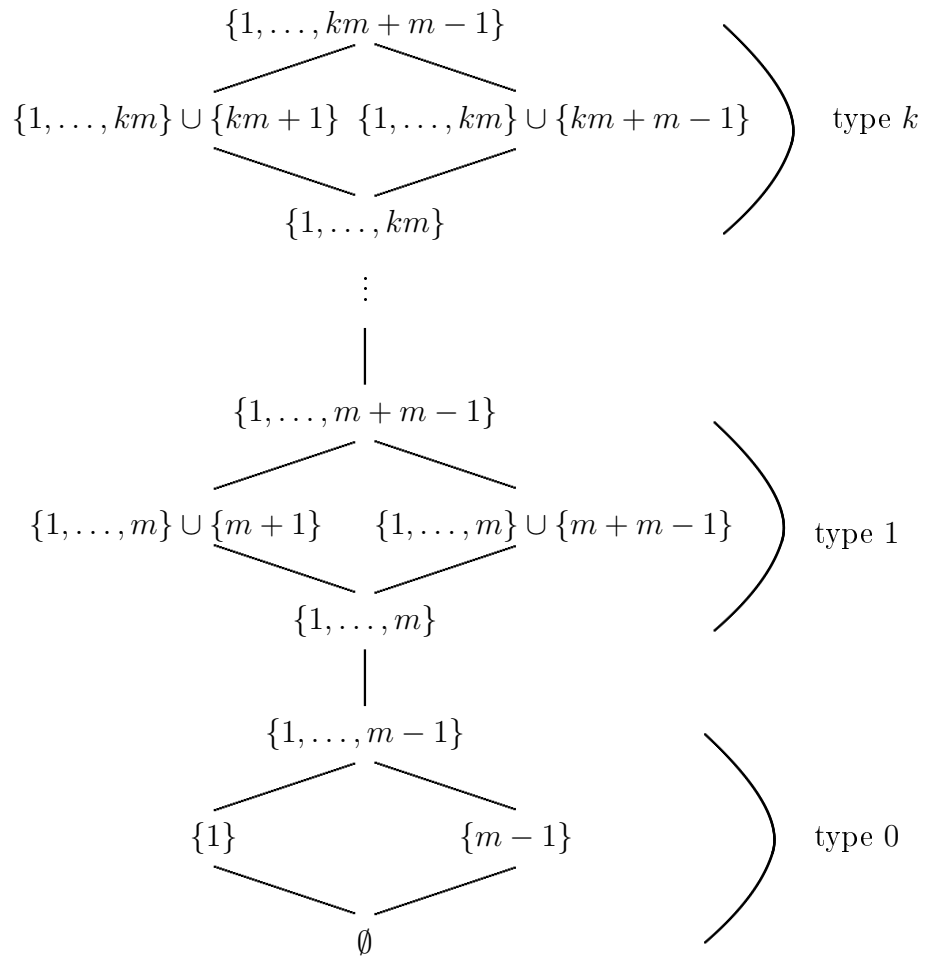 {1, . . . , km + m − 1}
{1, . . . , km} ∪ {km + 1} {1, . . . , km} ∪ {km + m − 1} type k
{1, . . . , km}
⋮
{1, . . . , m + m − 1}
{1, . . . , m} ∪ {m + 1} {1, . . . , m} ∪ {m + m − 1} type 1
{1, . . . , m}
{1, . . . , m − 1}
{1} {m − 1} type 0
∅